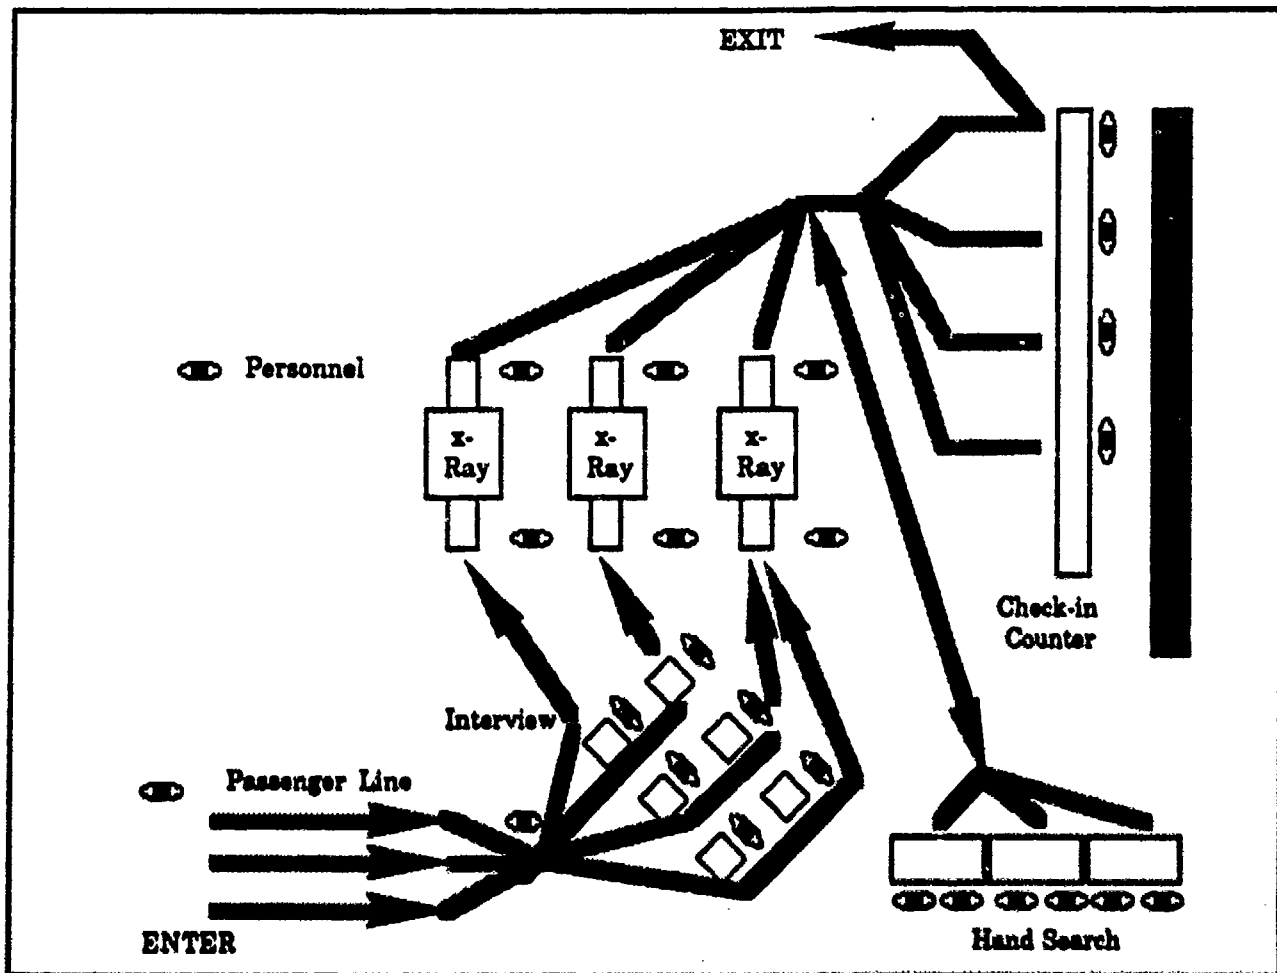 EXIT
Personnel
x-
Ray
x-
Ray
x-
Ray
Check-in
Counter
Interview
Passenger Line
ENTER
Hand Search